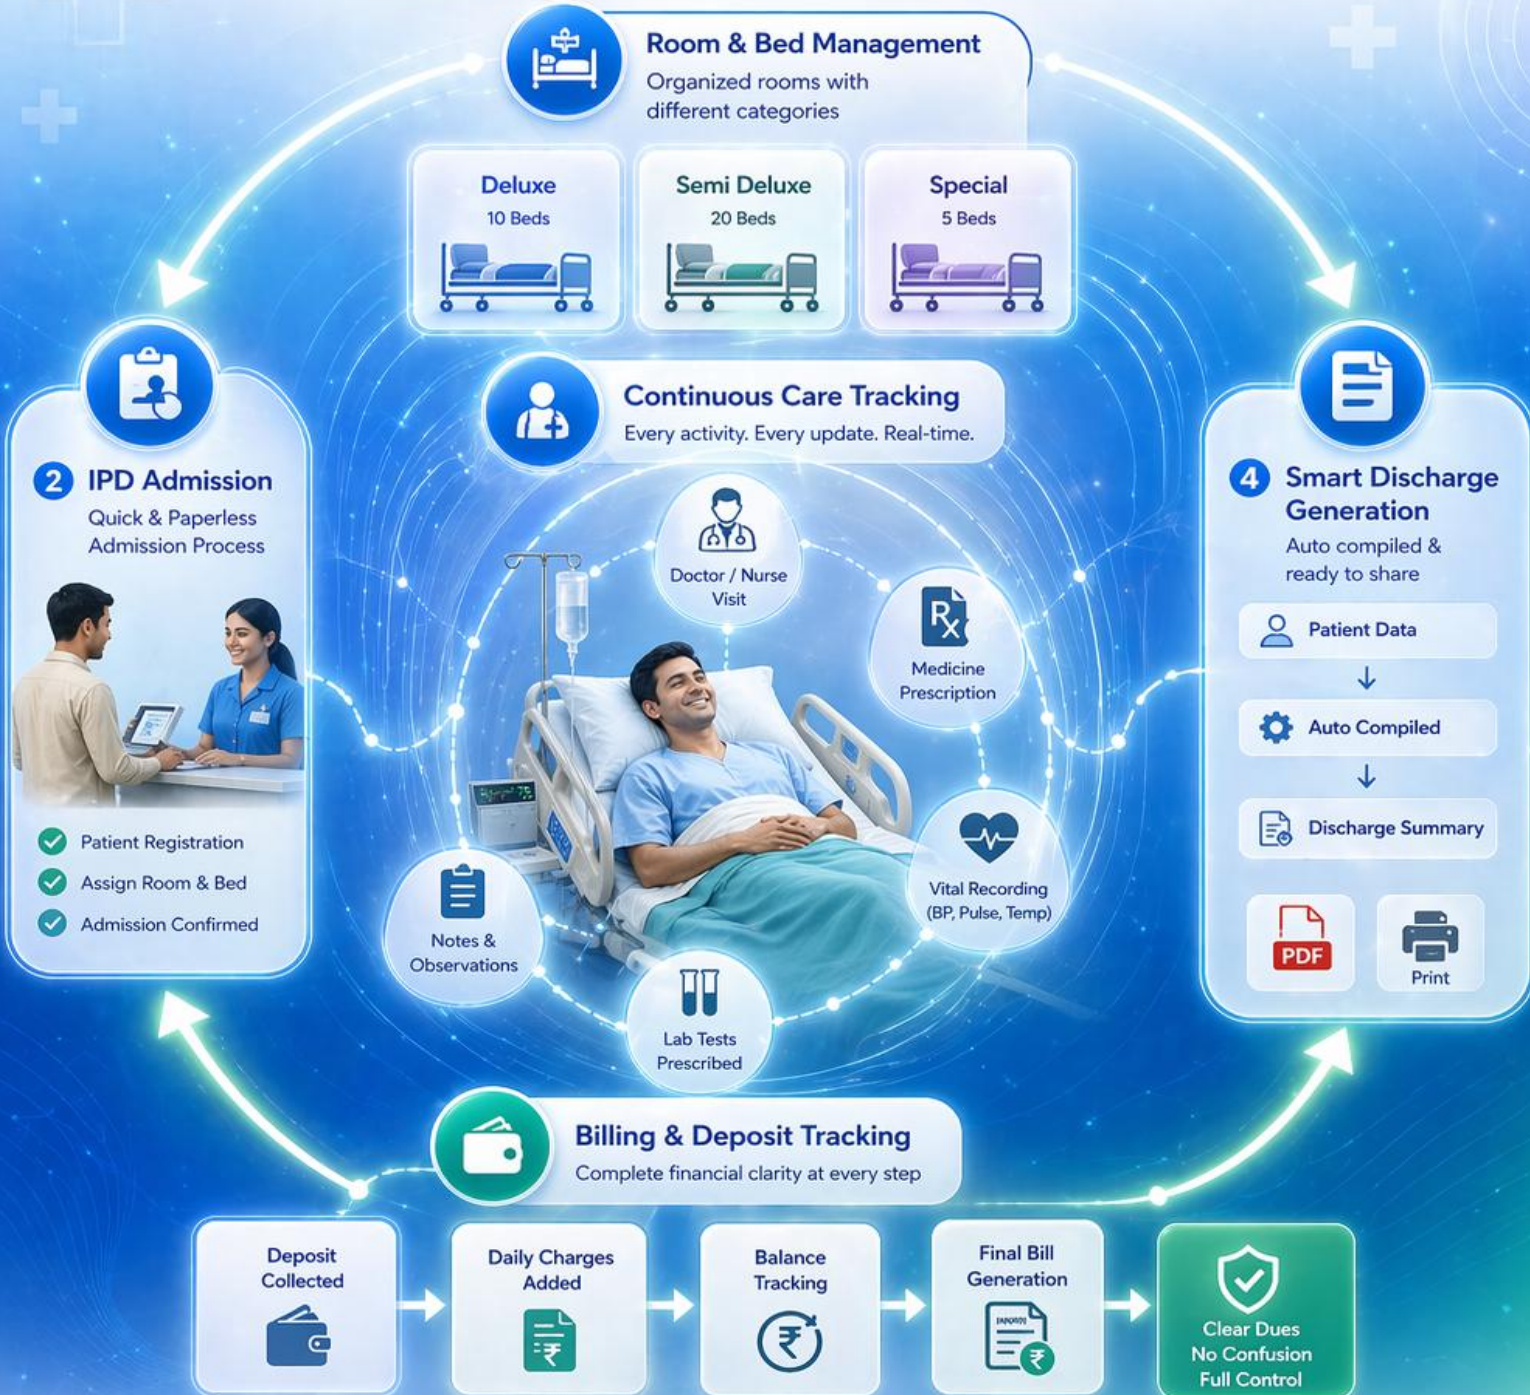 Room & Bed Management
Organized rooms with
different categories
Deluxe
10 Beds
Semi Deluxe
20 Beds
Special
5 Beds
Continuous Care Tracking
Every activity. Every update. Real-time.
2 IPD Admission
Quick & Paperless
Admission Process
Patient Registration
Assign Room & Bed
Admission Confirmed
Doctor / Nurse
Visit
Rx
Medicine
Prescription
Vital Recording
(BP, Pulse, Temp)
Lab Tests
Prescribed
Notes &
Observations
4 Smart Discharge
Generation
Auto compiled &
ready to share
Patient Data
Auto Compiled
Discharge Summary
PDF
Print
Billing & Deposit Tracking
Complete financial clarity at every step
Deposit
Collected
Daily Charges
Added
₹
Balance
Tracking
₹
Final Bill
Generation
₹
Clear Dues
No Confusion
Full Control